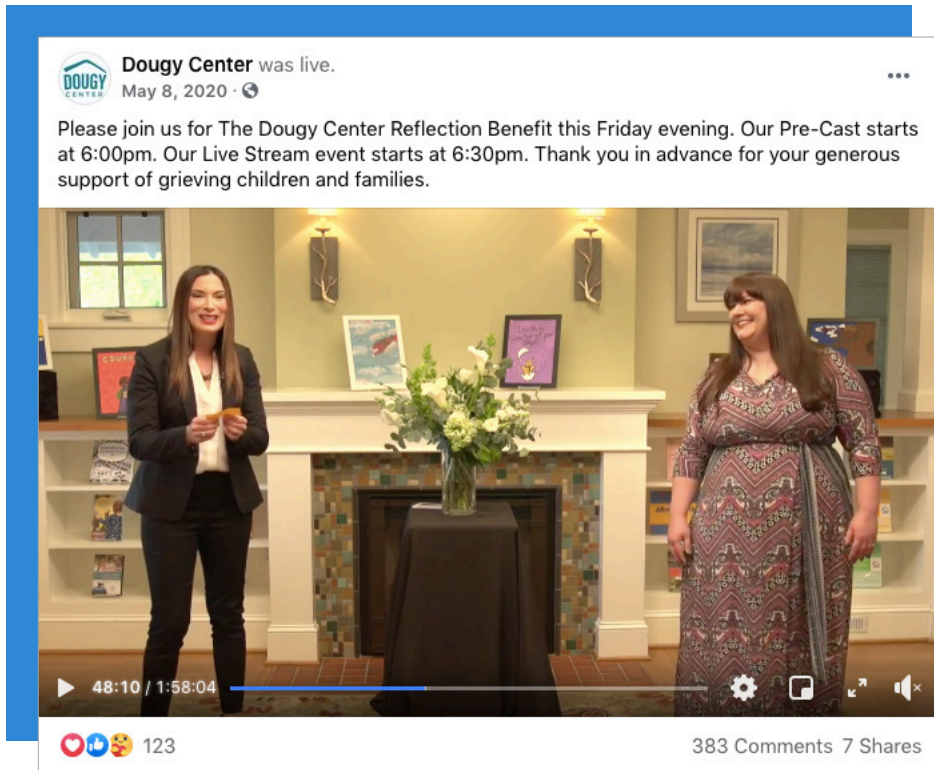 DOUGY
CENTER
Dougy Center was live.
May 8, 2020 ·
Please join us for The Dougy Center Reflection Benefit this Friday evening. Our Pre-Cast starts
at 6:00pm. Our Live Stream event starts at 6:30pm. Thank you in advance for your generous
support of grieving children and families.
48:10 / 1:58:04
123
383 Comments 7 Shares